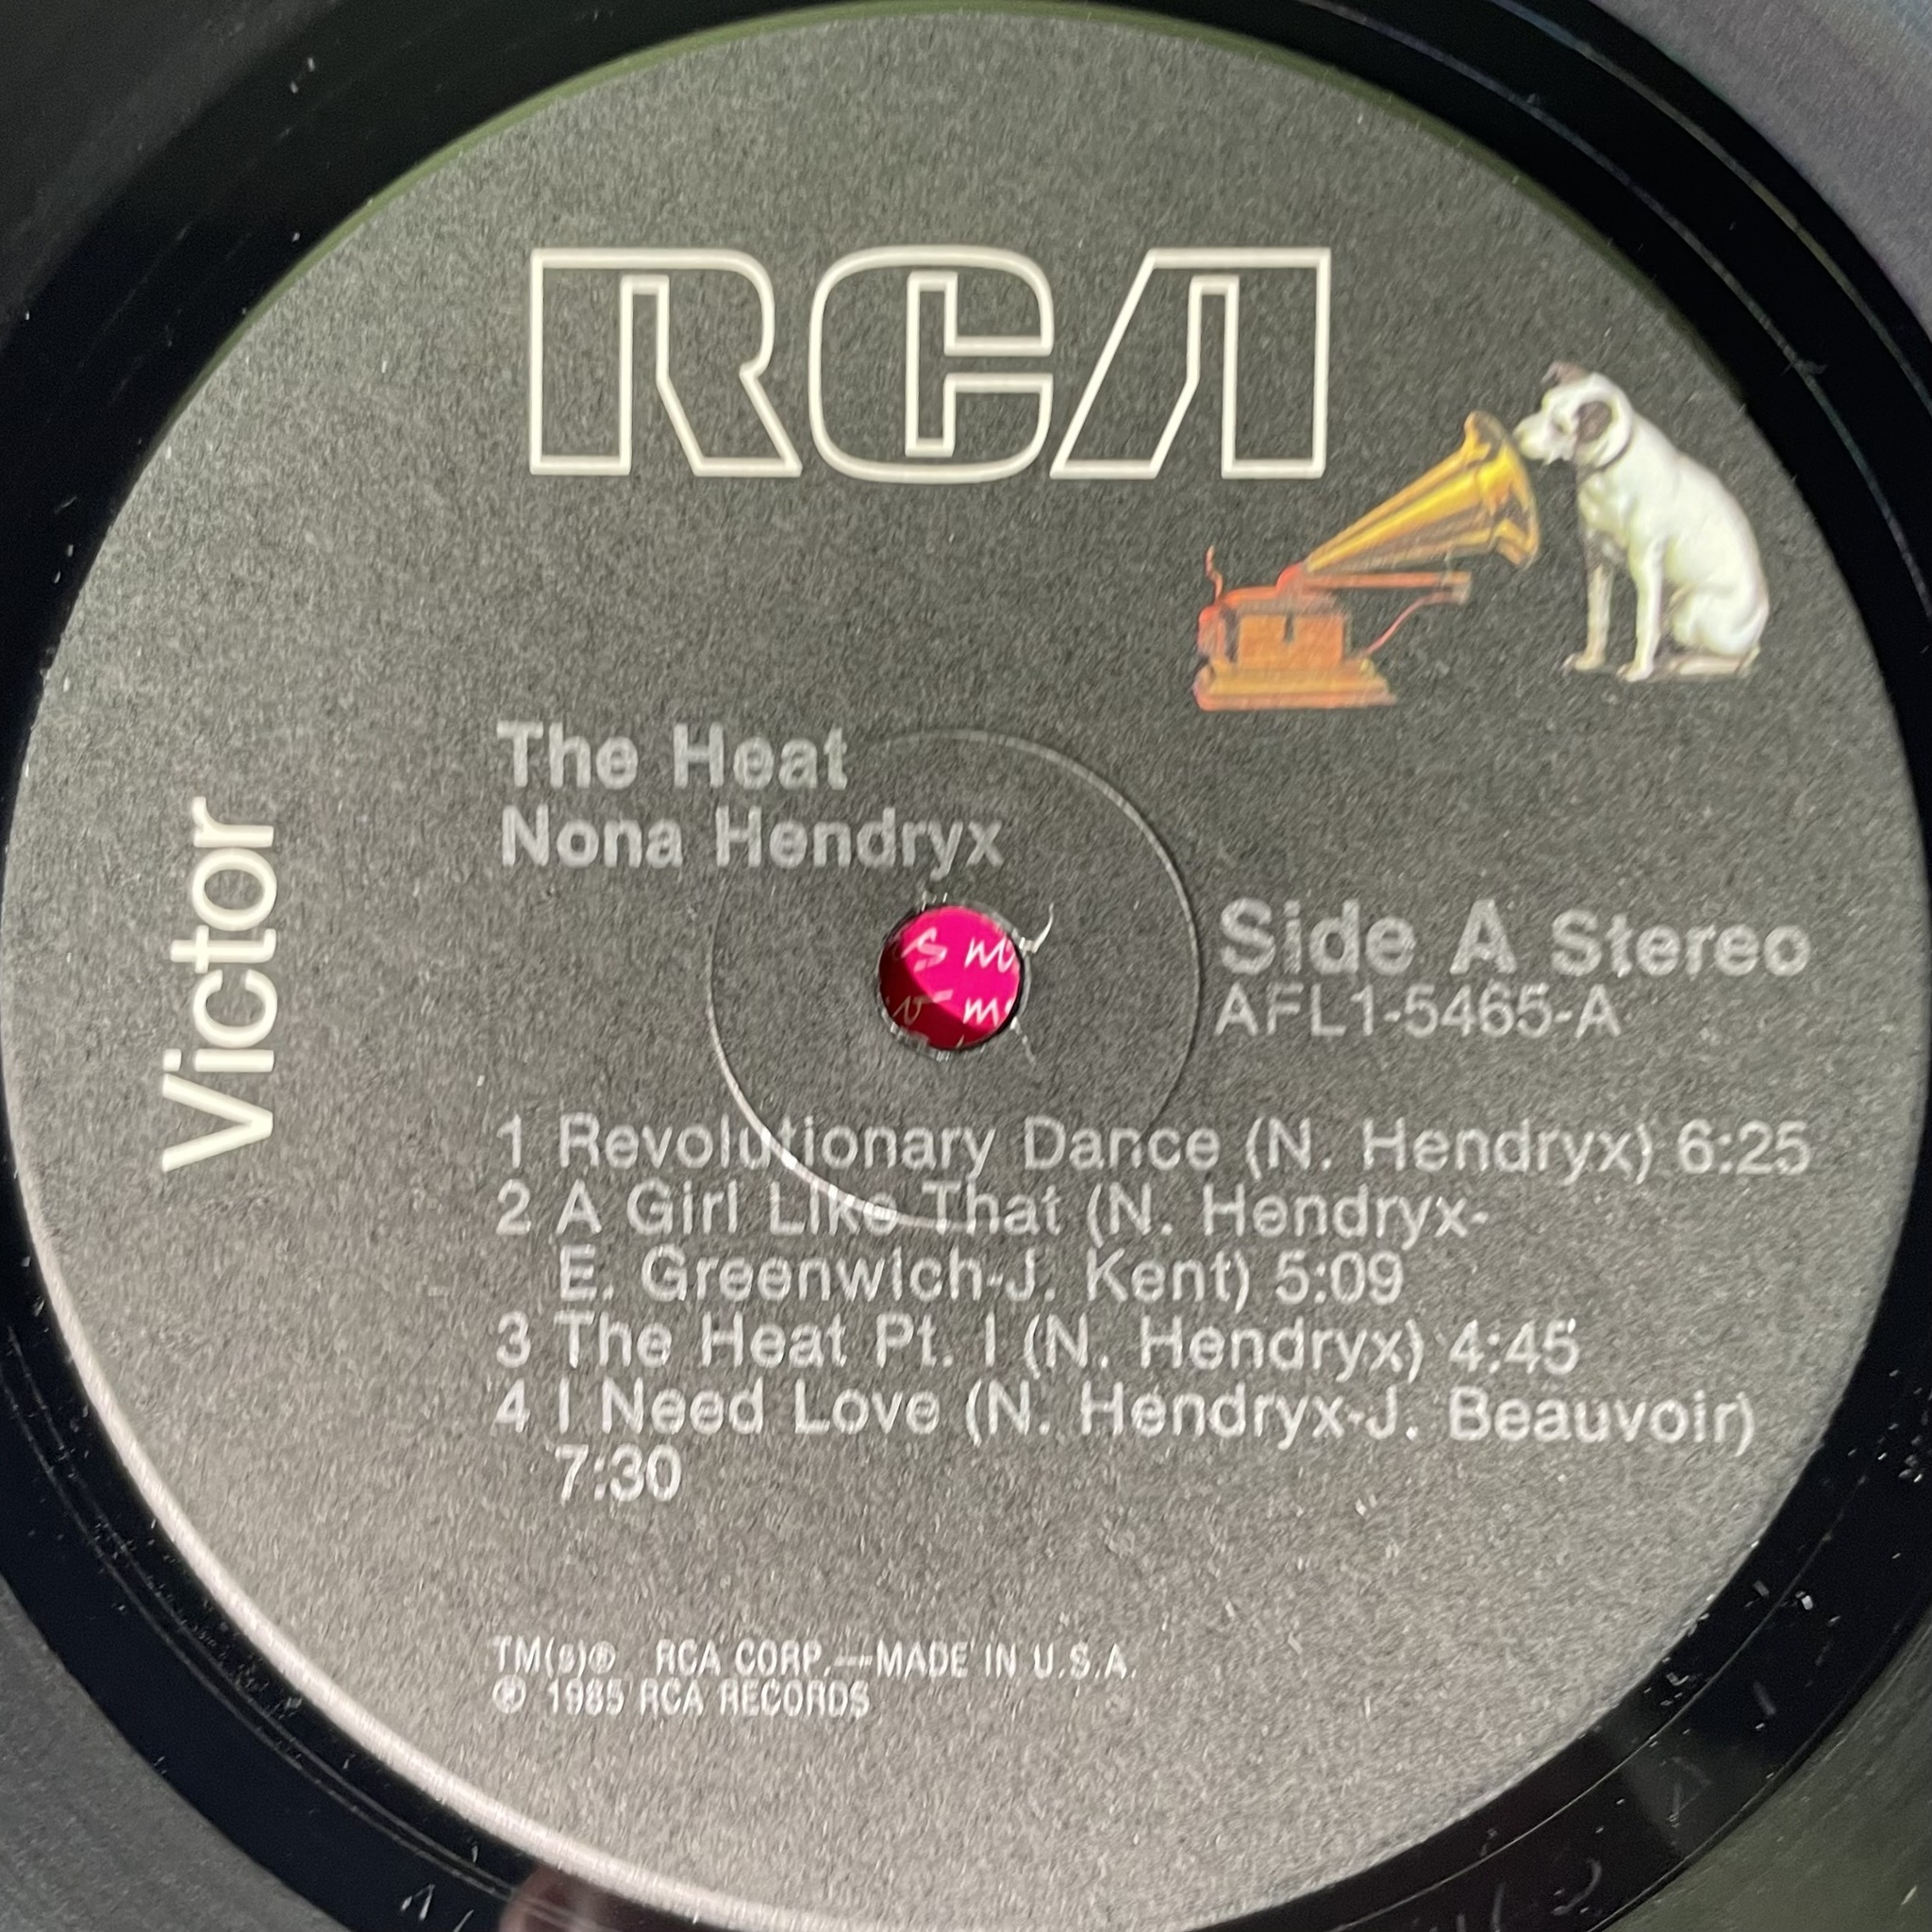 RCA
Victor
The Heat
Nona Hendryx
Side A Stereo
AFL1-5465-A
1 Revolutionary Dance (N. Hendryx) 6:25
2 A Girl Like That (N. Hendryx-
E. Greenwich-J. Kent) 5:09
3 The Heat Pt. I (N. Hendryx) 4:45
4 I Need Love (N. Hendryx-J. Beauvoir)
7:30
TM(s)® RCA CORP.—MADE IN U.S.A.
℗ 1985 RCA RECORDS